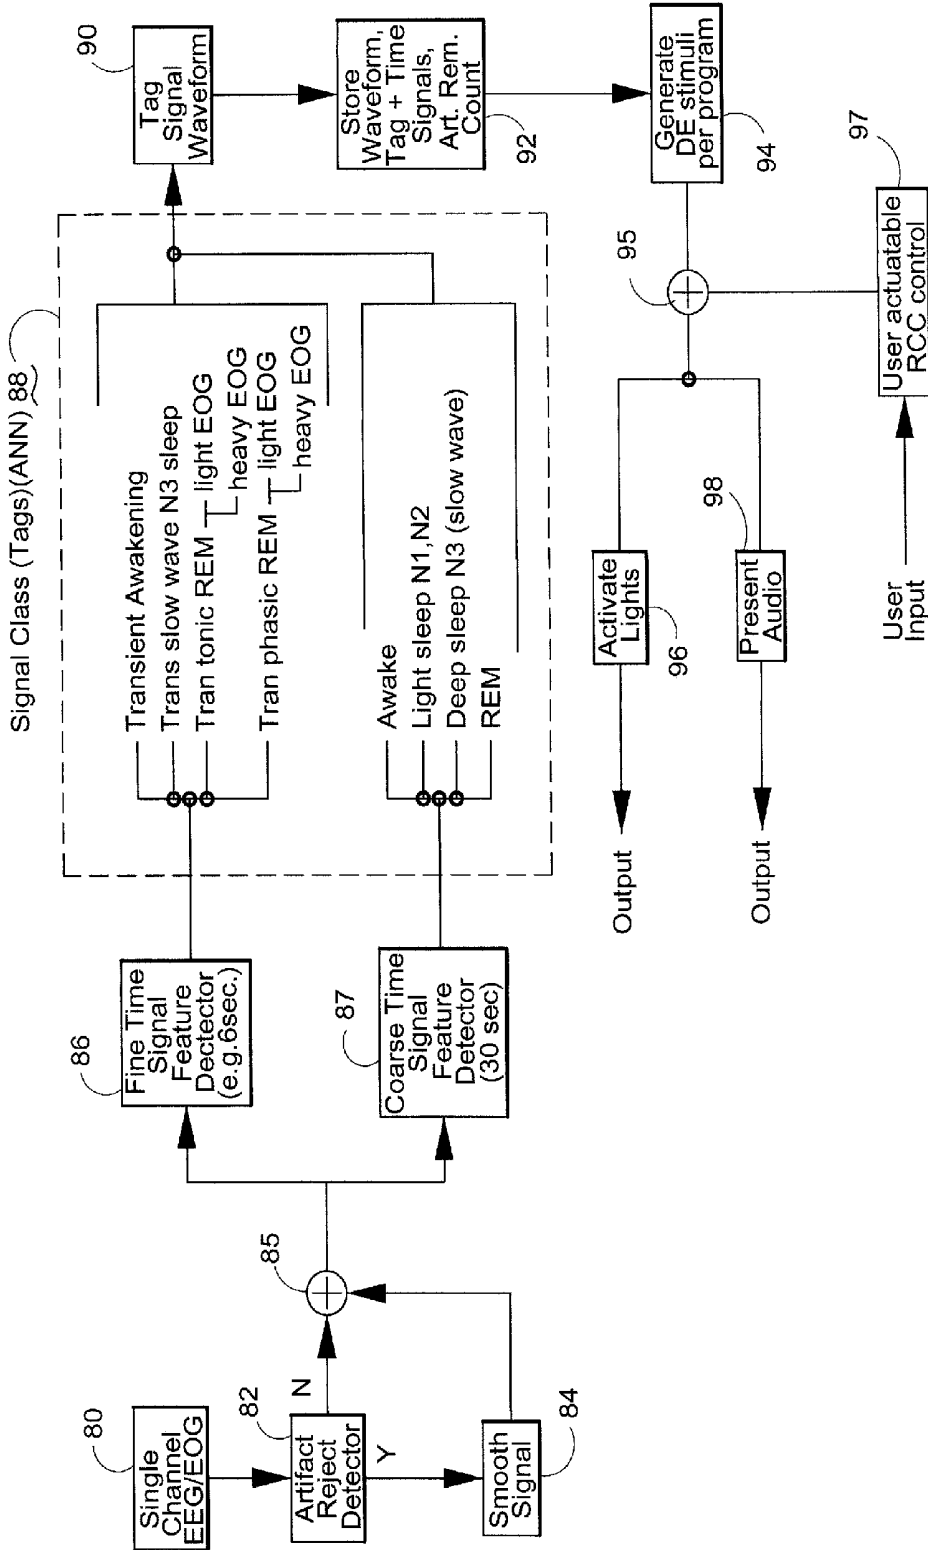 80
Single
Channel
EEG/EOG
82
Artifact
Reject
Detector
N
Y
84
Smooth
Signal
85
86
Fine Time
Signal
Feature
Dectector
(e.g.6sec.)
87
Coarse Time
Signal
Feature
Detector
(30 sec)
Signal Class (Tags)(ANN) 88
Transient Awakening
Trans slow wave N3 sleep
Tran tonic REM light EOG
heavy EOG
Tran phasic REM light EOG
heavy EOG
Awake
Light sleep N1,N2
Deep sleep N3 (slow wave)
REM
90
Tag
Signal
Waveform
Store
Waveform,
Tag + Time
Signals,
Art. Rem.
Count
92
Generate
DE stimuli
per program
94
95
97
User actuatable
RCC control
User
Input
Activate
Lights
96
Output
98
Present
Audio
Output